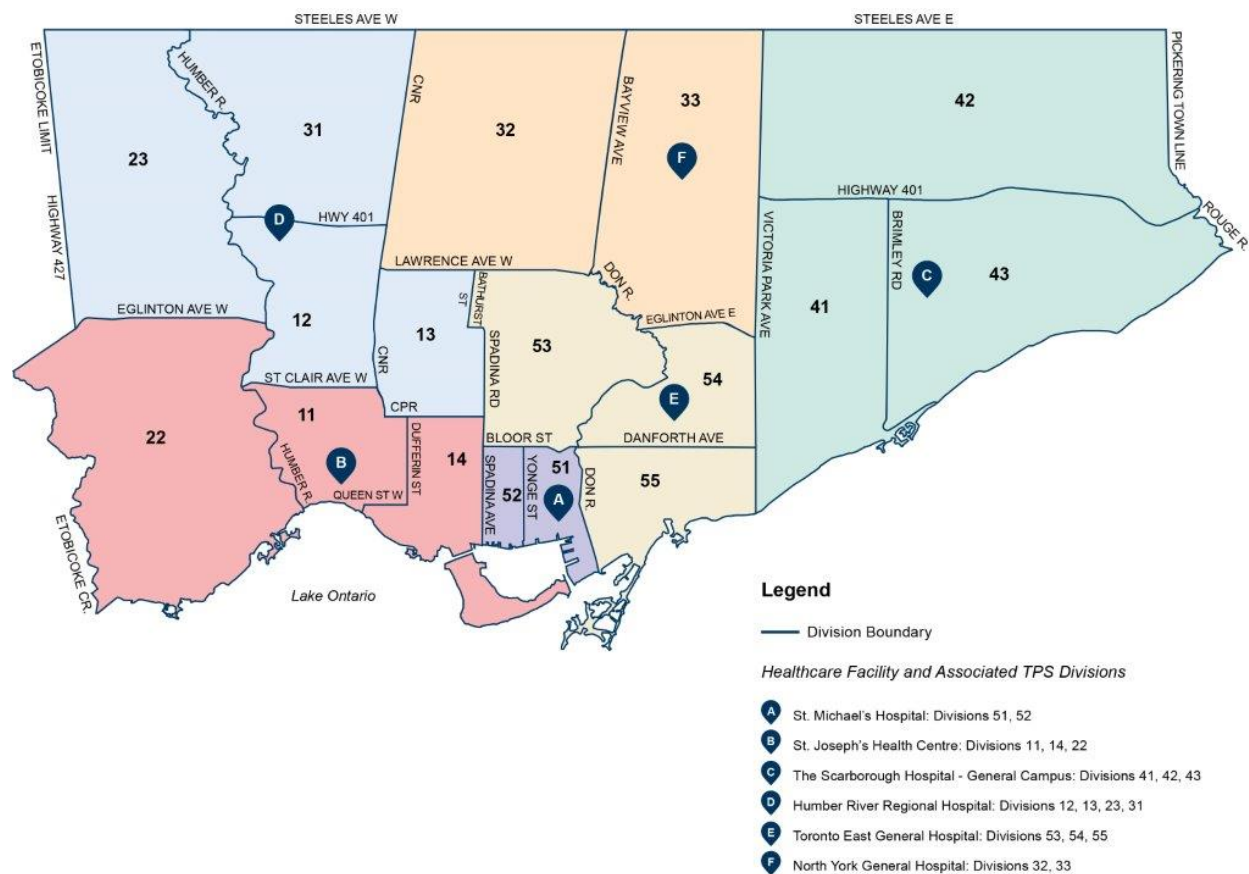 STEELES AVE W
STEELES AVE E
ETOBICOKE LIMIT
HUMBER R.
CNR
BAYVIEW AVE
PICKERING TOWN LINE
23
31
32
33
F
42
HIGHWAY 427
D
HWY 401
HIGHWAY 401
ROUGE R.
VICTORIA PARK AVE
BRIMLEY RD
LAWRENCE AVE W
DON R.
C
43
EGLINTON AVE W
12
13
BATHURST ST
53
EGLINTON AVE E
41
CNR
SPADINA RD
54
E
ST CLAIR AVE W
CPR
11
22
B
HUMBER R.
QUEEN ST W
DUFFERIN ST
14
BLOOR ST
DANFORTH AVE
SPADINA AVE
52
YONGE ST
51
A
DON R.
55
ETOBICOKE CR.
Lake Ontario
Legend
Division Boundary
Healthcare Facility and Associated TPS Divisions
A St. Michael's Hospital: Divisions 51, 52
B St. Joseph's Health Centre: Divisions 11, 14, 22
C The Scarborough Hospital - General Campus: Divisions 41, 42, 43
D Humber River Regional Hospital: Divisions 12, 13, 23, 31
E Toronto East General Hospital: Divisions 53, 54, 55
F North York General Hospital: Divisions 32, 33